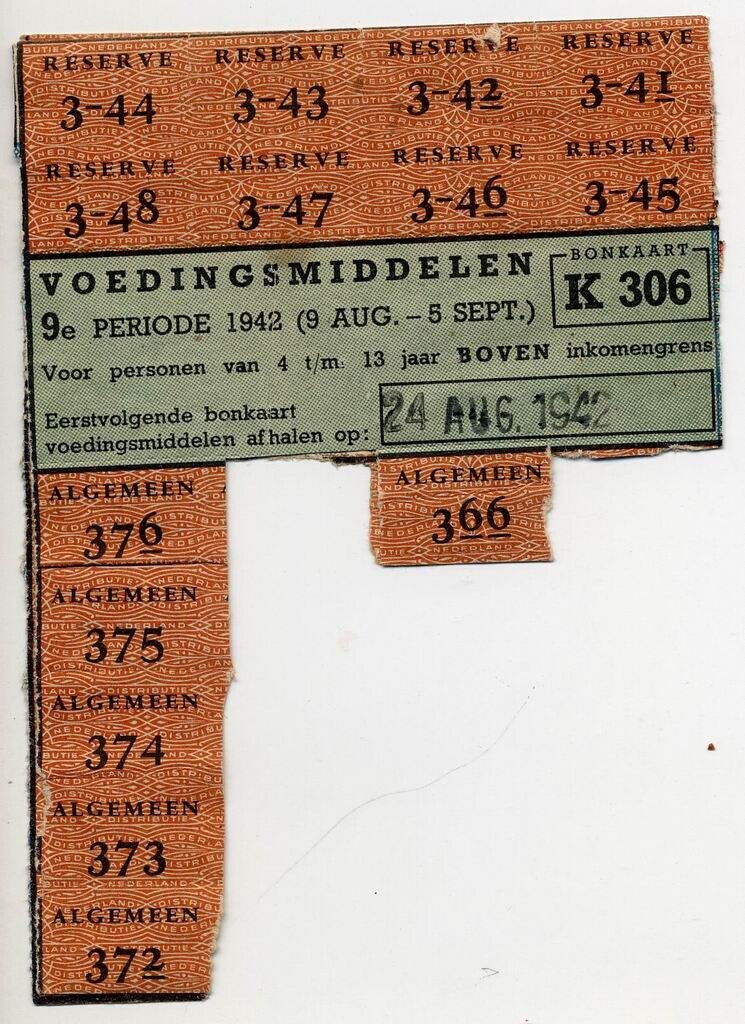 RESERVE RESERVE RESERVE RESERVE
3-44 3-43 3-42 3-41
RESERVE RESERVE RESERVE RESERVE
3-48 3-47 3-46 3-45
VOEDINGSMIDDELEN
BONKAART
K 306
9e PERIODE 1942 (9 AUG. - 5 SEPT.)
Voor personen van 4 t/m. 13 jaar BOVEN inkomengrens
Eerstvolgende bonkaart
voedingsmiddelen afhalen op:
24 AUG. 1942
ALGEMEEN ALGEMEEN
376 366
ALGEMEEN
375
ALGEMEEN
374
ALGEMEEN
373
ALGEMEEN
372